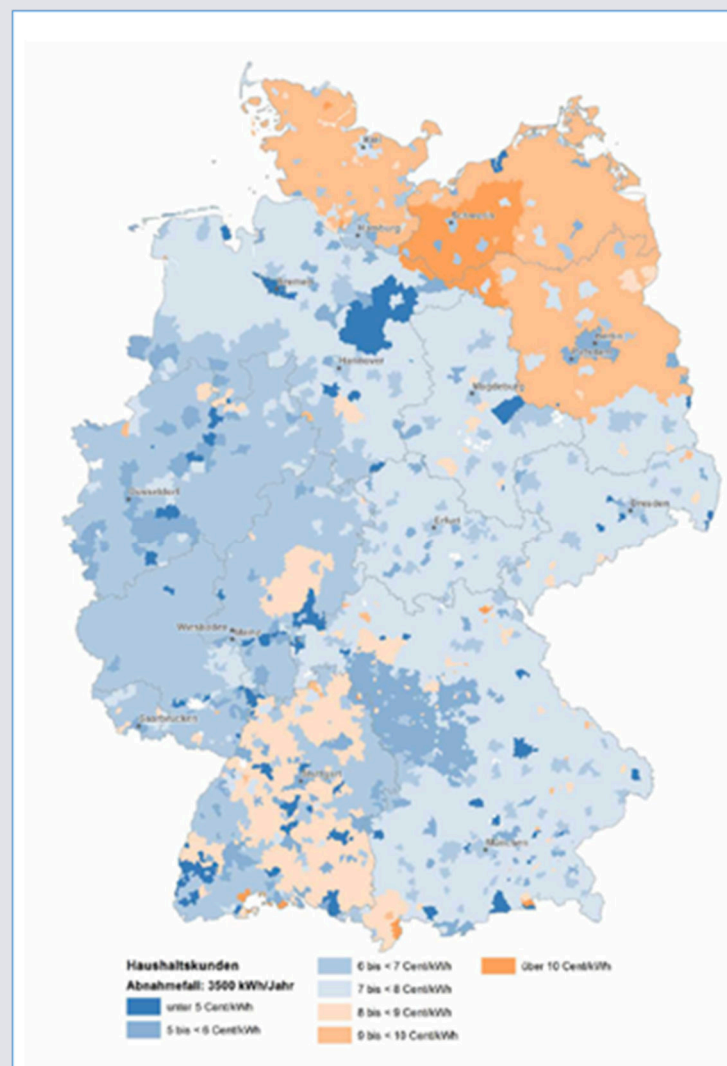 Kiel
Schwerin
Hamburg
Bremen
Berlin
Potsdam
Hannover
Magdeburg
Düsseldorf
Erfurt
Dresden
Wiesbaden
Mainz
Saarbrücken
Stuttgart
München
Haushaltskunden
Abnahmefall: 3500 kWh/Jahr
unter 5 Cent/kWh
5 bis < 6 Cent/kWh
6 bis < 7 Cent/kWh
7 bis < 8 Cent/kWh
8 bis < 9 Cent/kWh
9 bis < 10 Cent/kWh
über 10 Cent/kWh